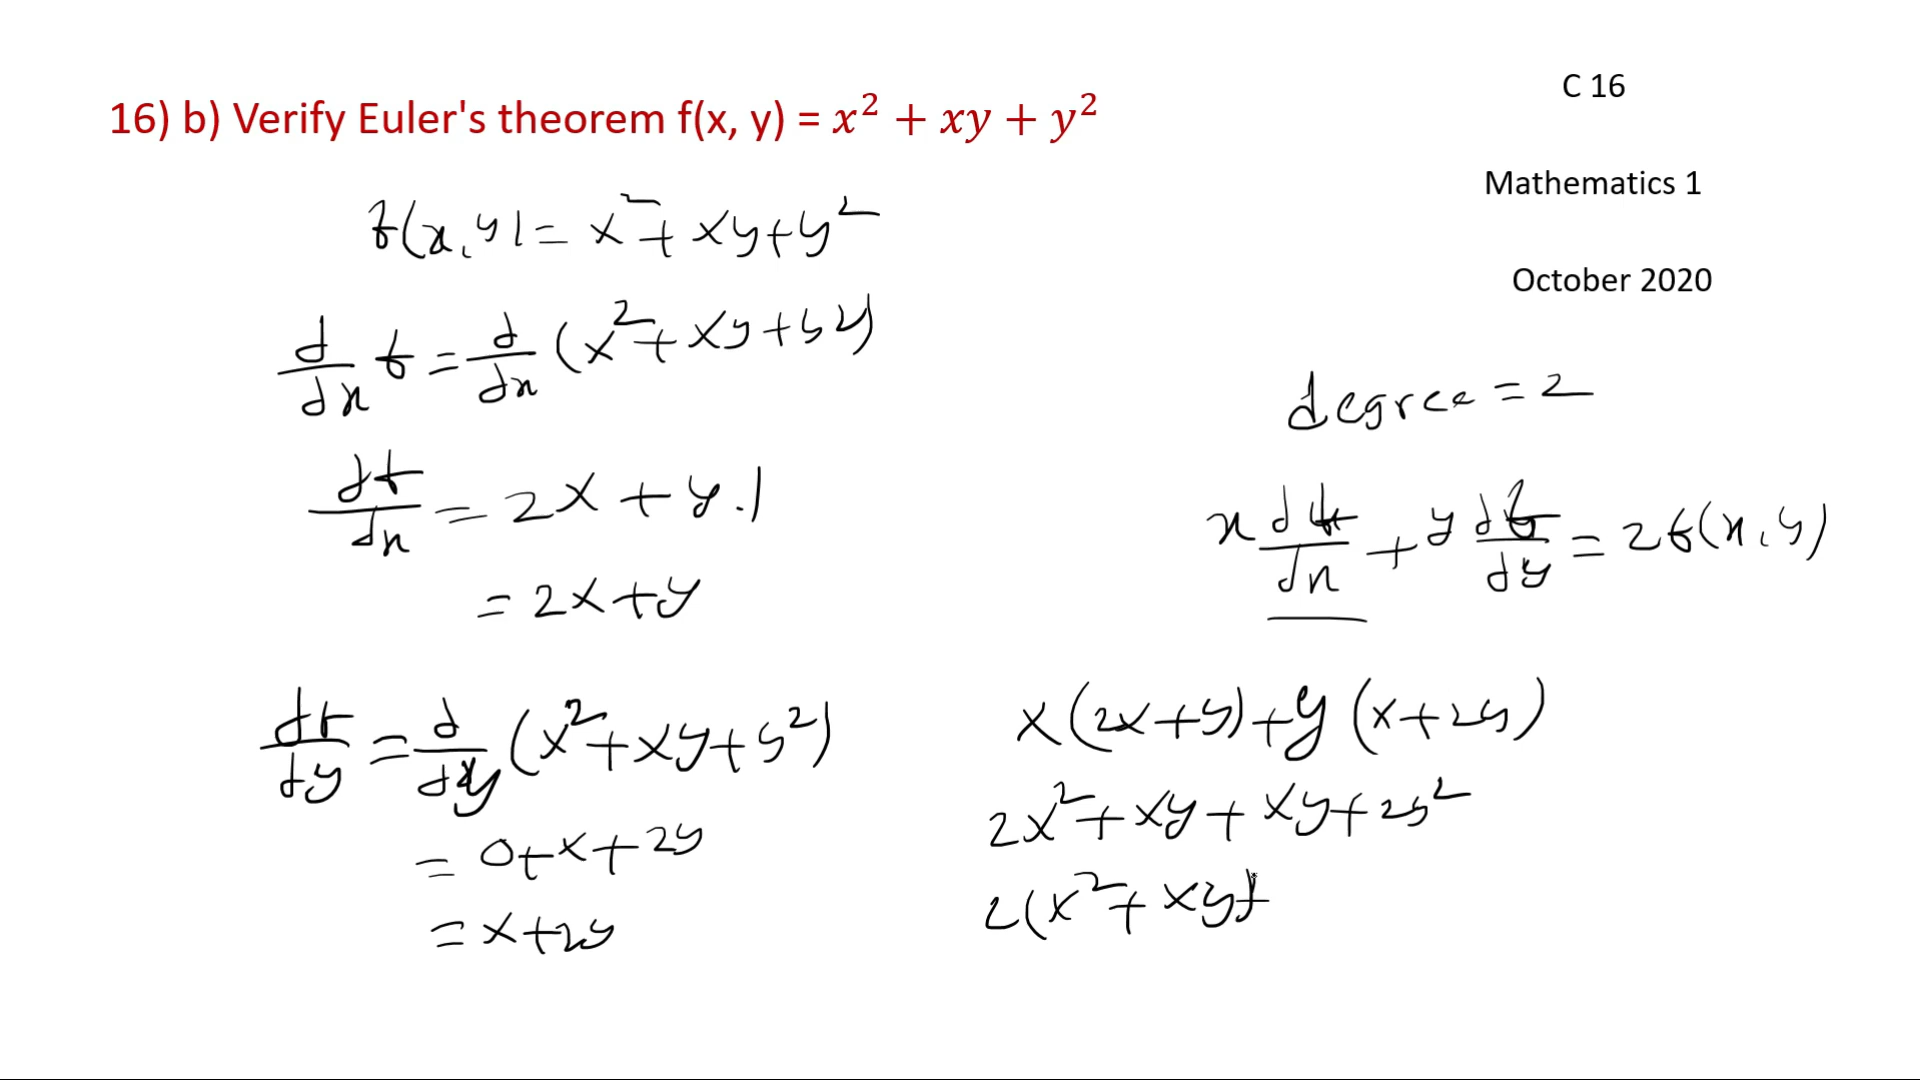 16) b) Verify Euler's theorem f(x, y) = x² + xy + y²
C 16
Mathematics 1
October 2020
f(x, y) = x² + xy + y²
d/dx f = d/dx (x² + xy + y²)
df/dx = 2x + y.1
= 2x + y
df/dy = d/dy (x² + xy + y²)
= 0 + x + 2y
= x + 2y
degree = 2
x df/dx + y df/dy = 2f(x, y)
x(2x + y) + y(x + 2y)
2x² + xy + xy + 2y²
2(x² + xy +